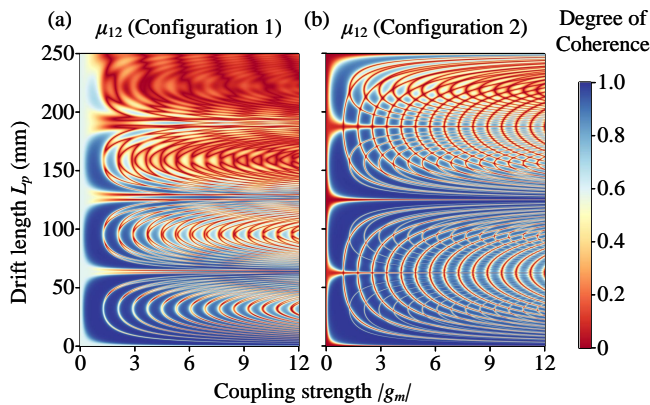 (a) μ₁₂ (Configuration 1)
(b) μ₁₂ (Configuration 2)
Degree of
Coherence
250
200
150
100
50
0
Drift length Lₚ (mm)
0 3 6 9 12
0 3 6 9 12
Coupling strength |gₘ|
1.0
0.8
0.6
0.4
0.2
0